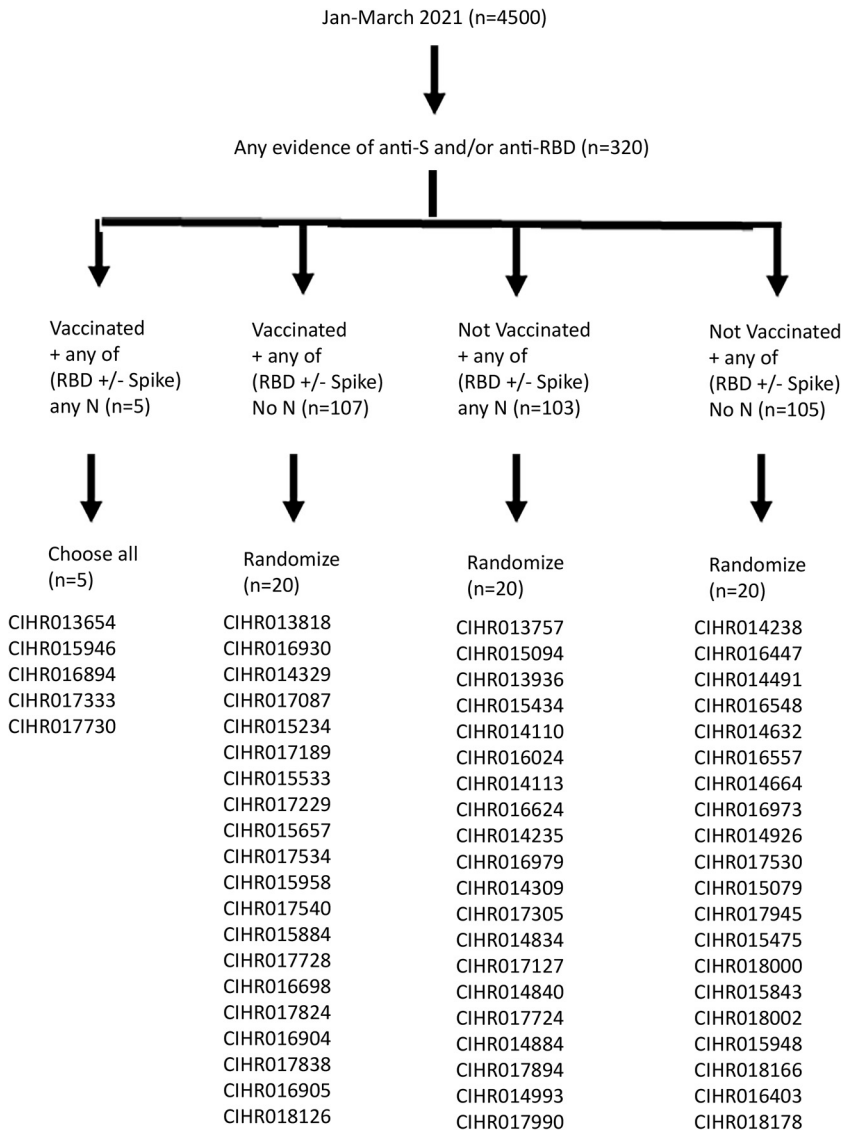 Jan-March 2021 (n=4500)
Any evidence of anti-S and/or anti-RBD (n=320)
Vaccinated
+ any of
(RBD +/- Spike)
any N (n=5)
Vaccinated
+ any of
(RBD +/- Spike)
No N (n=107)
Not Vaccinated
+ any of
(RBD +/- Spike)
any N (n=103)
Not Vaccinated
+ any of
(RBD +/- Spike)
No N (n=105)
Choose all
(n=5)
CIHR013654
CIHR015946
CIHR016894
CIHR017333
CIHR017730
Randomize
(n=20)
CIHR013818
CIHR016930
CIHR014329
CIHR017087
CIHR015234
CIHR017189
CIHR015533
CIHR017229
CIHR015657
CIHR017534
CIHR015958
CIHR017540
CIHR015884
CIHR017728
CIHR016698
CIHR017824
CIHR016904
CIHR017838
CIHR016905
CIHR018126
Randomize
(n=20)
CIHR013757
CIHR015094
CIHR013936
CIHR015434
CIHR014110
CIHR016024
CIHR014113
CIHR016624
CIHR014235
CIHR016979
CIHR014309
CIHR017305
CIHR014834
CIHR017127
CIHR014840
CIHR017724
CIHR014884
CIHR017894
CIHR014993
CIHR017990
Randomize
(n=20)
CIHR014238
CIHR016447
CIHR014491
CIHR016548
CIHR014632
CIHR016557
CIHR014664
CIHR016973
CIHR014926
CIHR017530
CIHR015079
CIHR017945
CIHR015475
CIHR018000
CIHR015843
CIHR018002
CIHR015948
CIHR018166
CIHR016403
CIHR018178